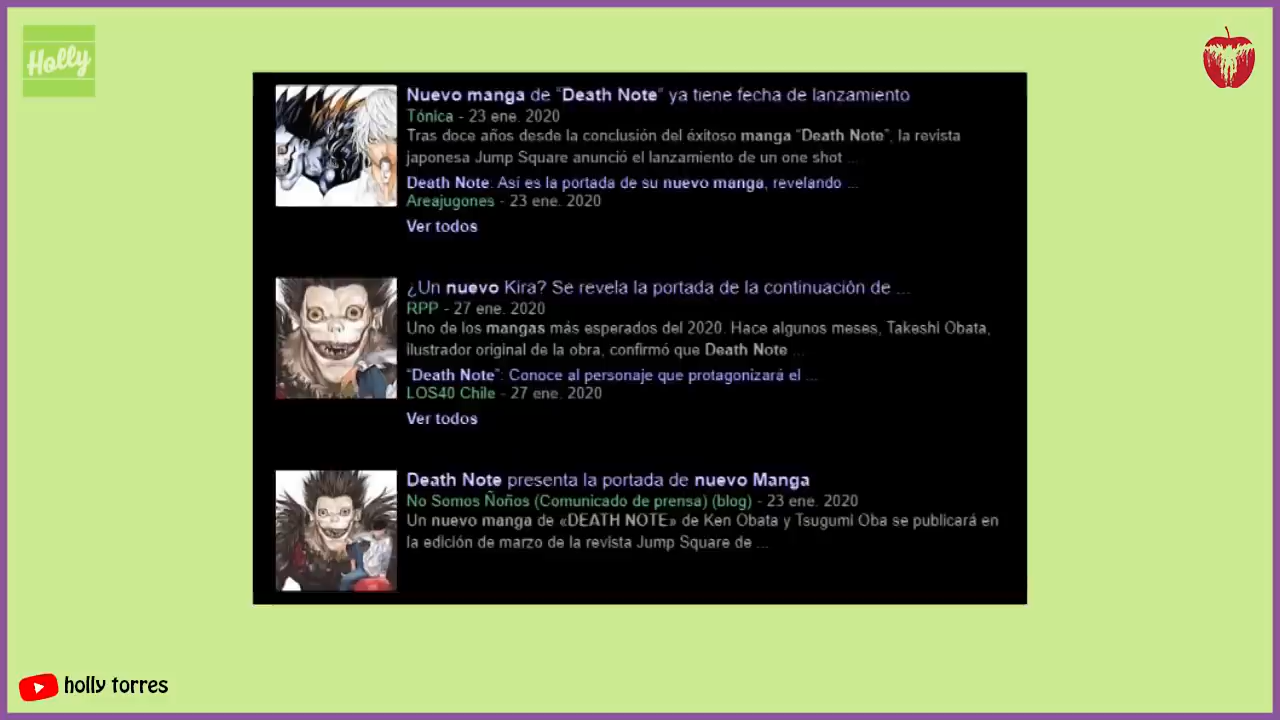 Holly
Nuevo manga de “Death Note” ya tiene fecha de lanzamiento
Tónica - 23 ene. 2020
Tras doce años desde la conclusión del éxitoso manga “Death Note”, la revista
japonesa Jump Square anunció el lanzamiento de un one shot ...
Death Note: Así es la portada de su nuevo manga, revelando ...
Areajugones - 23 ene. 2020
Ver todos
¿Un nuevo Kira? Se revela la portada de la continuación de ...
RPP - 27 ene. 2020
Uno de los mangas más esperados del 2020. Hace algunos meses, Takeshi Obata,
ilustrador original de la obra, confirmó que Death Note ...
“Death Note”: Conoce al personaje que protagonizará el ...
LOS40 Chile - 27 ene. 2020
Ver todos
Death Note presenta la portada de nuevo Manga
No Somos Ñoños (Comunicado de prensa) (blog) - 23 ene. 2020
Un nuevo manga de «DEATH NOTE» de Ken Obata y Tsugumi Oba se publicará en
la edición de marzo de la revista Jump Square de ...
holly torres